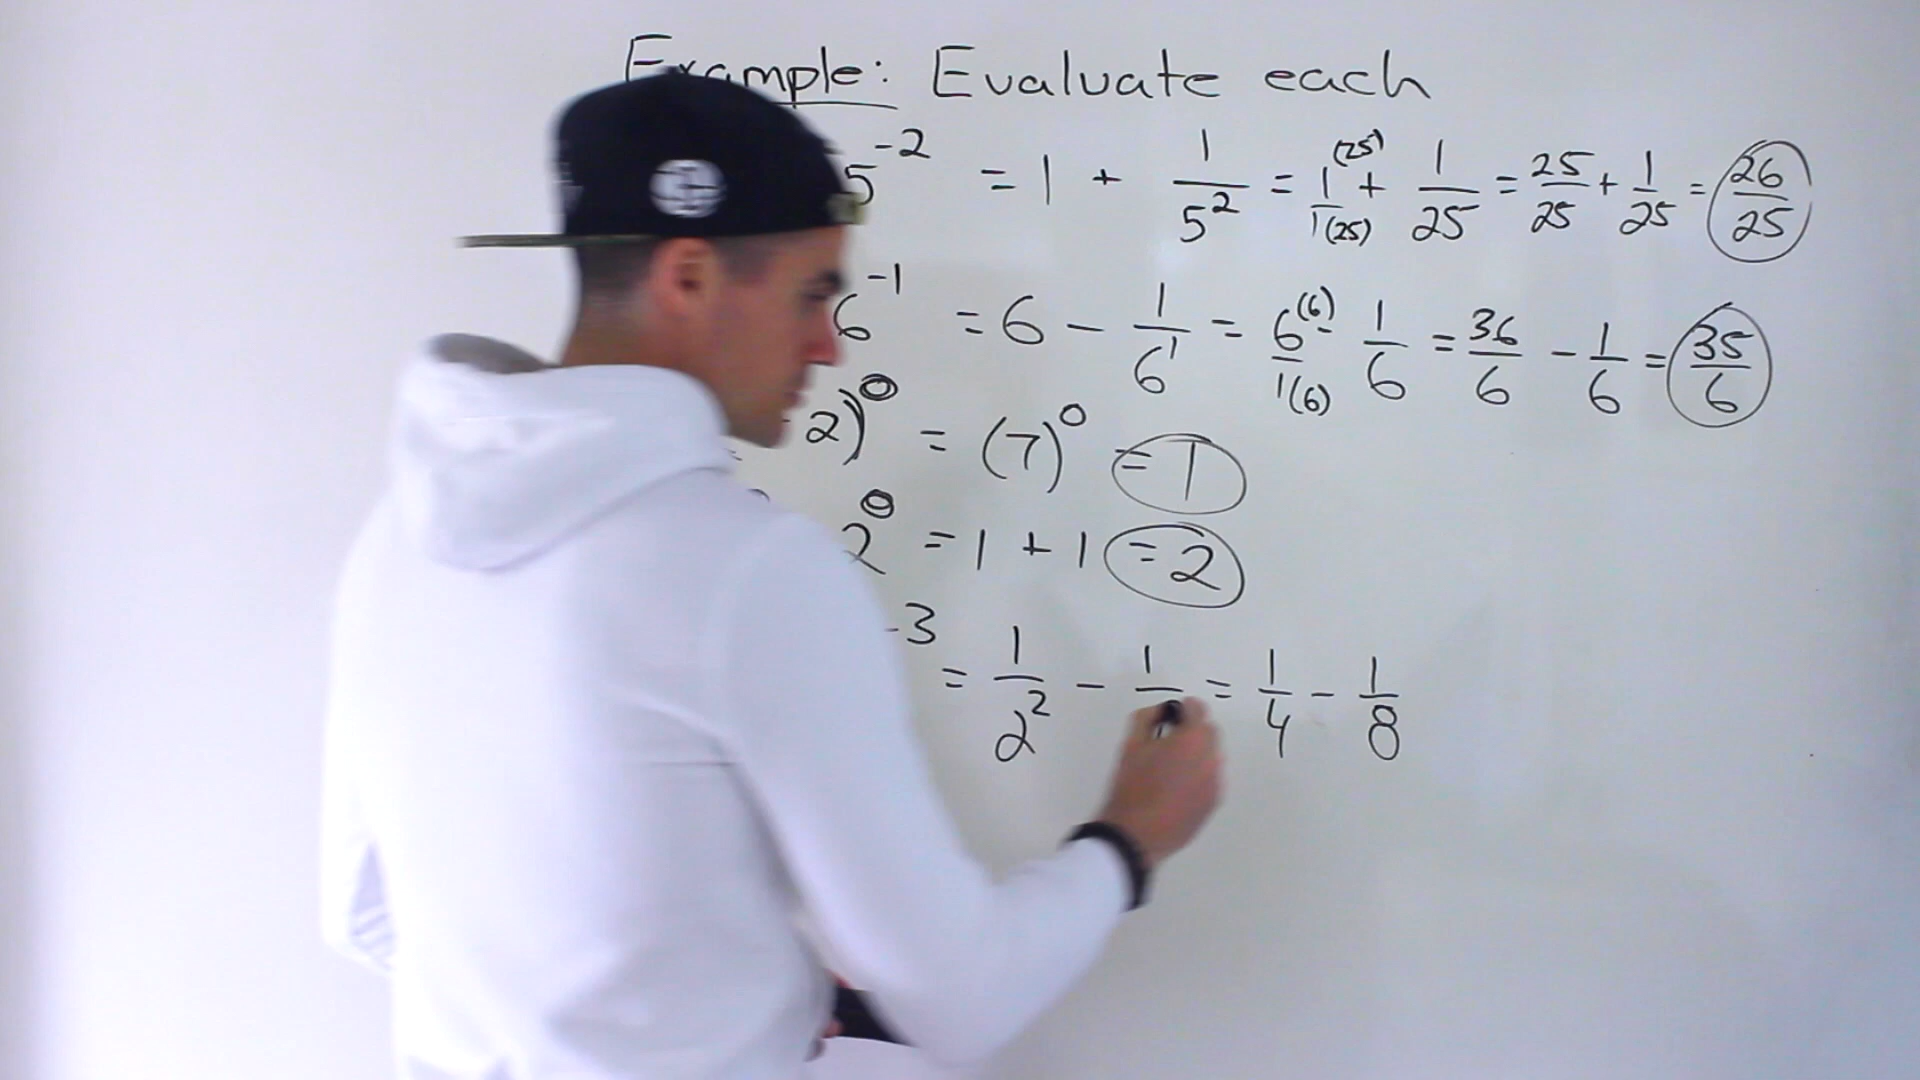 Example: Evaluate each
5^-2 = 1 + 1/5^2 = 1(25)/1(25) + 1/25 = 25/25 + 1/25 = 26/25
6^-1 = 6 - 1/6^1 = 6(6)/1(6) - 1/6 = 36/6 - 1/6 = 35/6
2)^0 = (7)^0 = 1
2^0 = 1 + 1 = 2
-3 = 1/2^2 - 1/ = 1/4 - 1/8